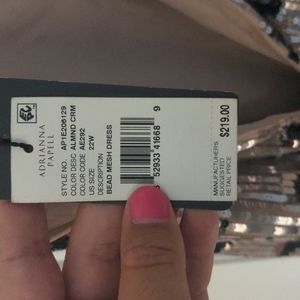 ADRIANNA
PAPELL
STYLE NO. AP1E208129
COLOR DESC ALMND CRM
COLOR CODE AE292
US SIZE 22W
DESCRIPTION
BEAD MESH DRESS
52933 41668 9
MANUFACTURERS
SUGGESTED
RETAIL PRICE
$219.00